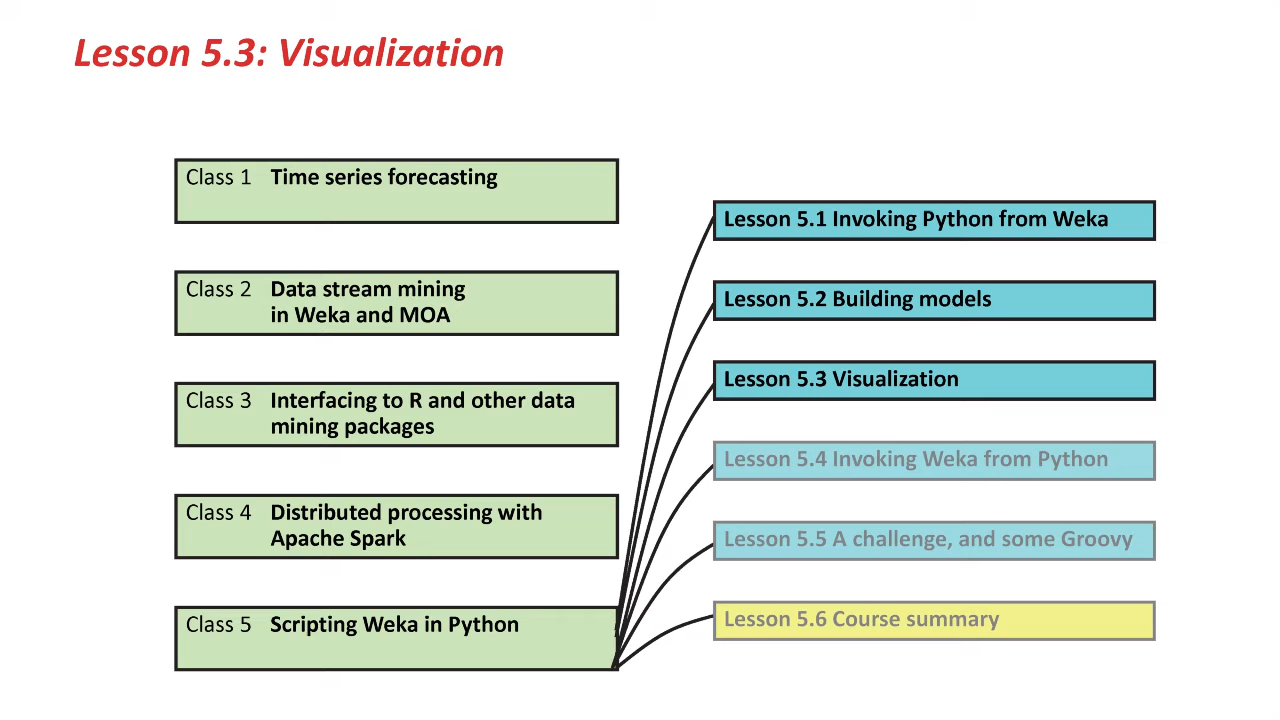 Lesson 5.3: Visualization
Class 1 Time series forecasting
Class 2 Data stream mining
in Weka and MOA
Class 3 Interfacing to R and other data
mining packages
Class 4 Distributed processing with
Apache Spark
Class 5 Scripting Weka in Python
Lesson 5.1 Invoking Python from Weka
Lesson 5.2 Building models
Lesson 5.3 Visualization
Lesson 5.4 Invoking Weka from Python
Lesson 5.5 A challenge, and some Groovy
Lesson 5.6 Course summary